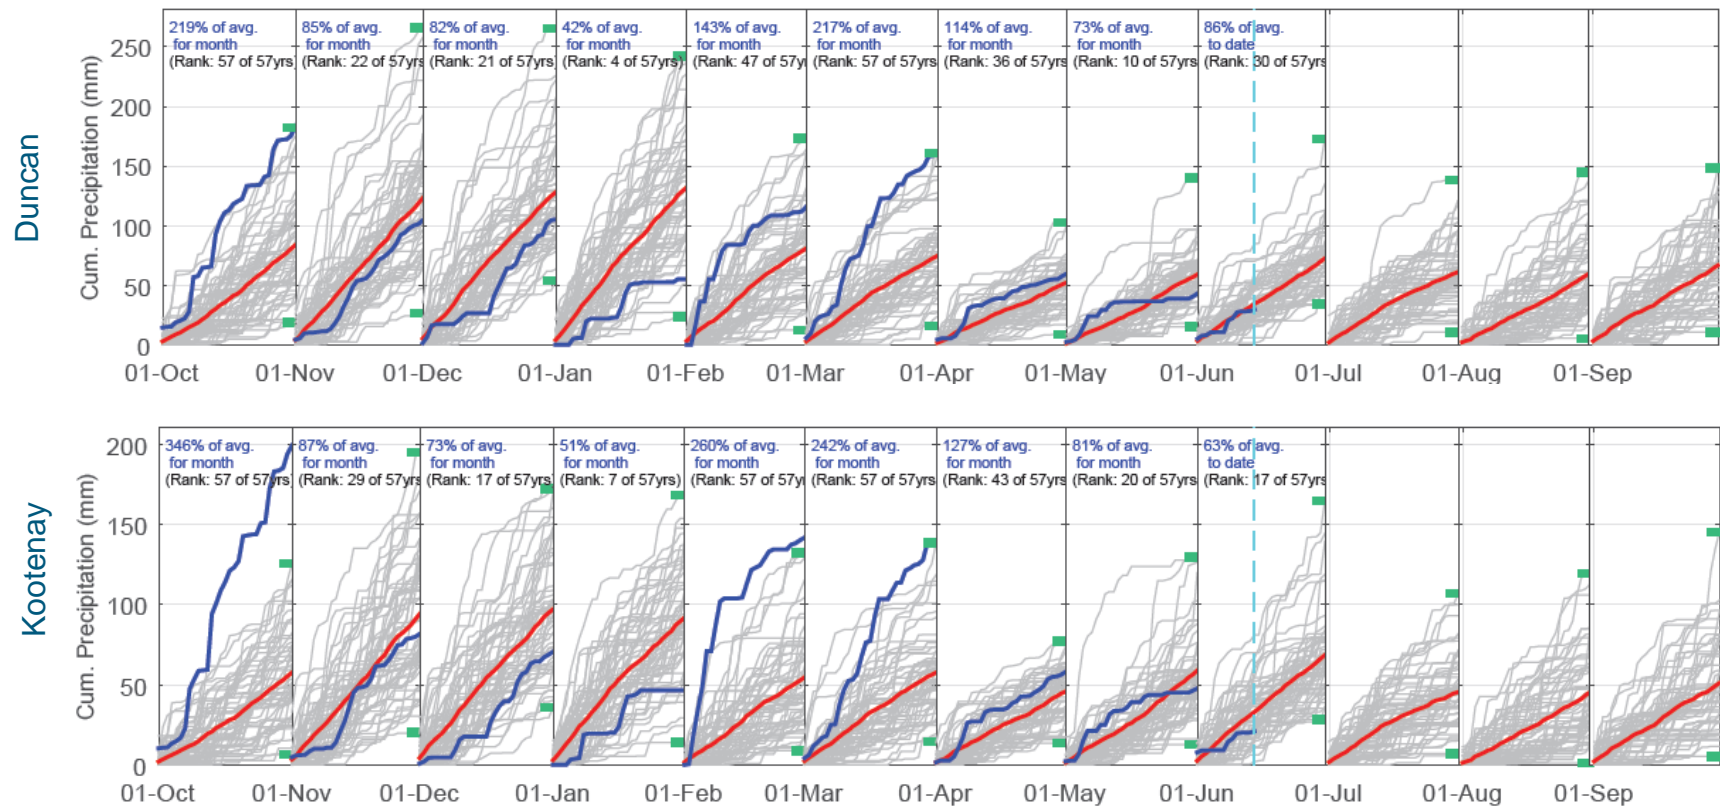 Duncan
Cum. Precipitation (mm)
250
200
150
100
50
0
219% of avg.
for month
(Rank: 57 of 57yrs)
85% of avg.
for month
(Rank: 22 of 57yrs
82% of avg.
for month
(Rank: 21 of 57yrs)
42% of avg.
for month
(Rank: 4 of 57yrs)
143% of avg.
for month
(Rank: 47 of 57y
217% of avg.
for month
(Rank: 57 of 57yrs
114% of avg.
for month
(Rank: 36 of 57yrs
73% of avg.
for month
(Rank: 10 of 57yrs
86% of avg.
to date
(Rank: 30 of 57yrs
01-Oct
01-Nov
01-Dec
01-Jan
01-Feb
01-Mar
01-Apr
01-May
01-Jun
01-Jul
01-Aug
01-Sep
Kootenay
Cum. Precipitation (mm)
200
150
100
50
0
346% of avg.
for month
(Rank: 57 of 57yrs)
87% of avg.
for month
(Rank: 29 of 57yrs
73% of avg.
for month
(Rank: 17 of 57yrs
51% of avg.
for month
(Rank: 7 of 57yrs)
260% of avg.
for month
(Rank: 57 of 57y
242% of avg.
for month
(Rank: 57 of 57yrs
127% of avg.
for month
(Rank: 43 of 57yrs
81% of avg.
for month
(Rank: 20 of 57yrs
63% of avg.
to date
(Rank: 17 of 57yrs
01-Oct
01-Nov
01-Dec
01-Jan
01-Feb
01-Mar
01-Apr
01-May
01-Jun
01-Jul
01-Aug
01-Sep